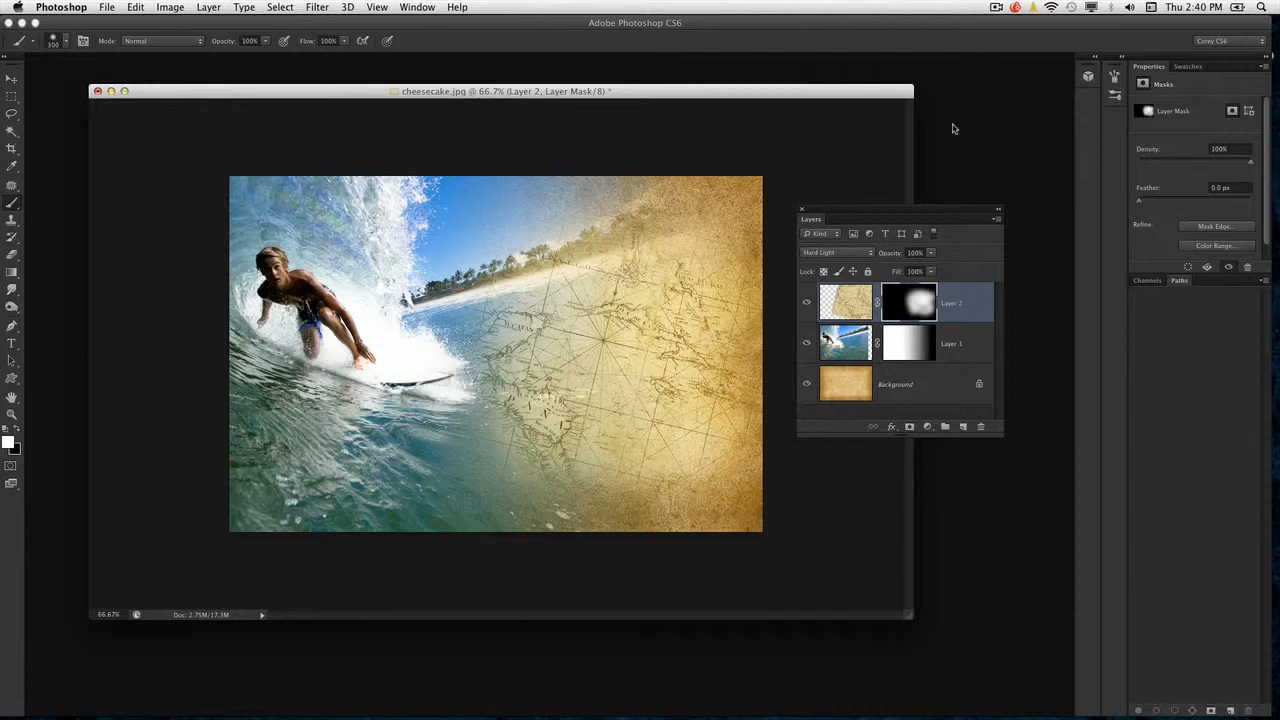 Photoshop File Edit Image Layer Type Select Filter 3D View Window Help Thu 2:40 PM
Adobe Photoshop CS6
300 Mode: Normal Opacity: 100% Flow: 100% Corey CS6
cheesecake.jpg @ 66.7% (Layer 2, Layer Mask/8) *
Properties Swatches
Masks
Layer Mask
Density: 100%
Feather: 0.0 px
Refine: Mask Edge...
Color Range...
Channels Paths
Layers
Kind
Hard Light Opacity: 100%
Lock: Fill: 100%
Layer 2
Layer 1
Background
66.67% Doc: 2.75M/17.3M